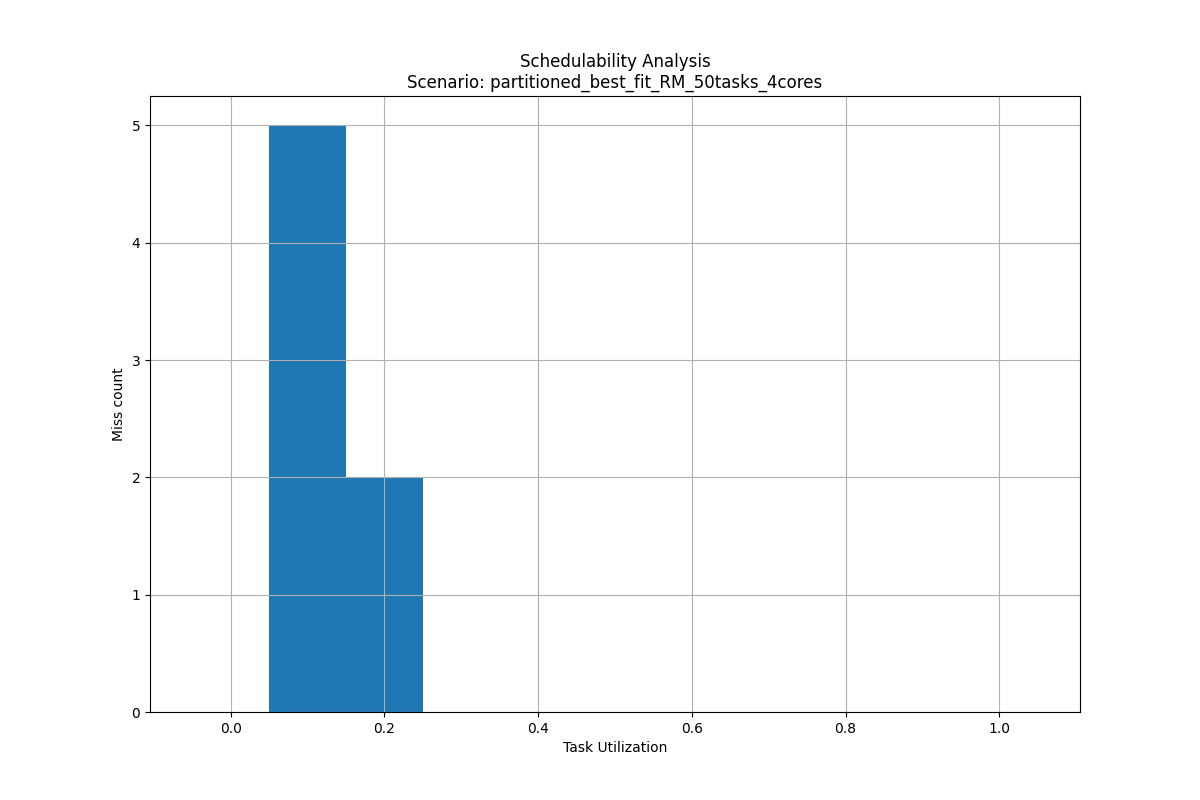 Schedulability Analysis
Scenario: partitioned_best_fit_RM_50tasks_4cores
5
4
3
2
1
0
Miss count
0.0 0.2 0.4 0.6 0.8 1.0
Task Utilization